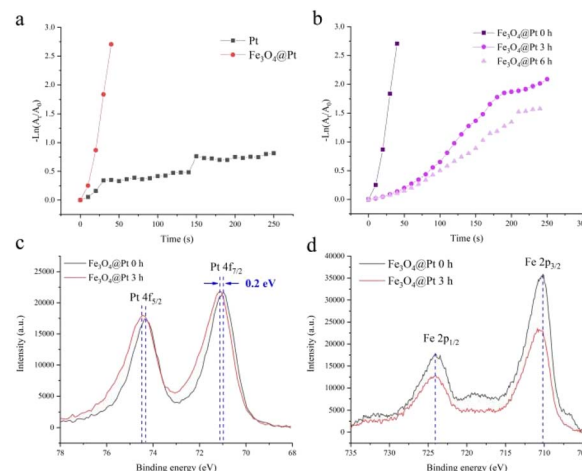 a
-Ln(Aₜ/A₀)
3.0
2.5
2.0
1.5
1.0
0.5
0.0
0 50 100 150 200 250
Time (s)
Pt
Fe₃O₄@Pt
b
-Ln(Aₜ/A₀)
3.0
2.5
2.0
1.5
1.0
0.5
0.0
0 50 100 150 200 250
Time (s)
Fe₃O₄@Pt 0 h
Fe₃O₄@Pt 3 h
Fe₃O₄@Pt 6 h
c
Intensity (a.u.)
25000
20000
15000
10000
5000
0
78 76 74 72 70 68
Binding energy (eV)
Fe₃O₄@Pt 0 h
Fe₃O₄@Pt 3 h
Pt 4f₅/₂
Pt 4f₇/₂
0.2 eV
d
Intensity (a.u.)
40000
35000
30000
25000
20000
15000
10000
5000
0
735 730 725 720 715 710
Binding energy (eV)
Fe₃O₄@Pt 0 h
Fe₃O₄@Pt 3 h
Fe 2p₃/₂
Fe 2p₁/₂